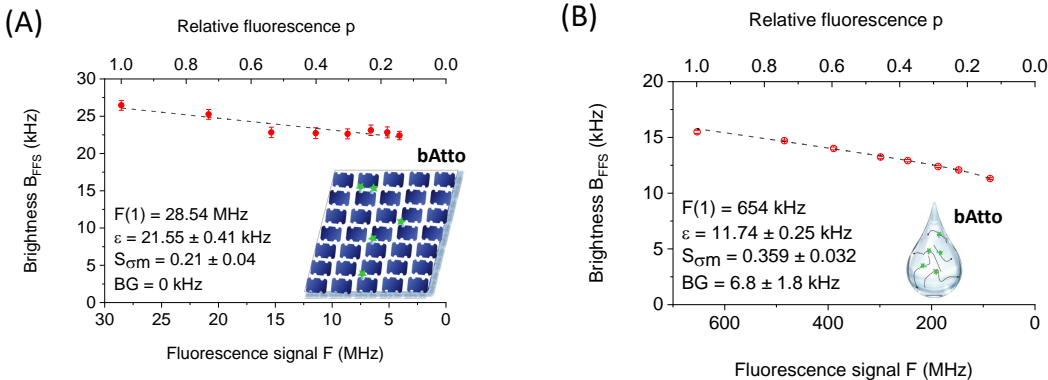 (A)
Relative fluorescence p
1.0 0.8 0.6 0.4 0.2 0.0
30
25
20
15
10
5
0
Brightness B_FFS (kHz)
bAtto
F(1) = 28.54 MHz
ε = 21.55 ± 0.41 kHz
S_σm = 0.21 ± 0.04
BG = 0 kHz
30 25 20 15 10 5 0
Fluorescence signal F (MHz)
(B)
Relative fluorescence p
1.0 0.8 0.6 0.4 0.2 0.0
20
15
10
5
0
Brightness B_FFS (kHz)
bAtto
F(1) = 654 kHz
ε = 11.74 ± 0.25 kHz
S_σm = 0.359 ± 0.032
BG = 6.8 ± 1.8 kHz
600 400 200 0
Fluorescence signal F (MHz)